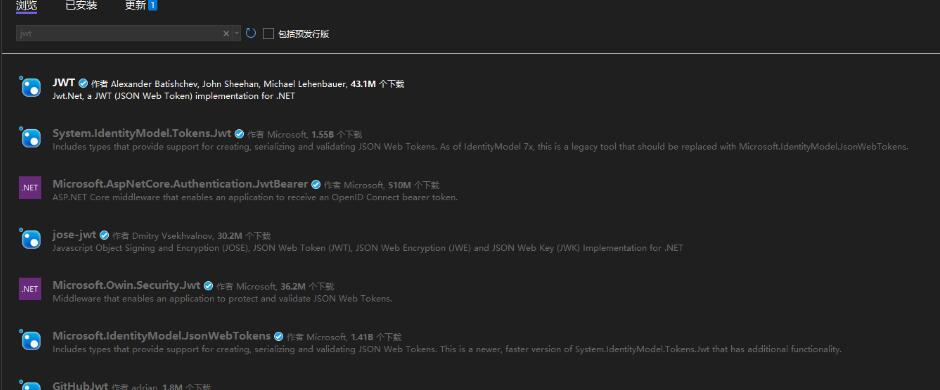 浏览 已安装 更新 1
jwt 包括预发行版
JWT 作者 Alexander Batishchev, John Sheehan, Michael Lehenbauer, 43.1M 个下载
Jwt.Net, a JWT (JSON Web Token) implementation for .NET
System.IdentityModel.Tokens.Jwt 作者 Microsoft, 1.55B 个下载
Includes types that provide support for creating, serializing and validating JSON Web Tokens. As of IdentityModel 7x, this is a legacy tool that should be replaced with Microsoft.IdentityModel.JsonWebTokens.
.NET Microsoft.AspNetCore.Authentication.JwtBearer 作者 Microsoft, 510M 个下载
ASP.NET Core middleware that enables an application to receive an OpenID Connect bearer token.
jose-jwt 作者 Dmitry Vsekhvalnov, 30.2M 个下载
Javascript Object Signing and Encryption (JOSE), JSON Web Token (JWT), JSON Web Encryption (JWE) and JSON Web Key (JWK) Implementation for .NET
.NET Microsoft.Owin.Security.Jwt 作者 Microsoft, 36.2M 个下载
Middleware that enables an application to protect and validate JSON Web Tokens.
Microsoft.IdentityModel.JsonWebTokens 作者 Microsoft, 1.41B 个下载
Includes types that provide support for creating, serializing and validating JSON Web Tokens. This is a newer, faster version of System.IdentityModel.Tokens.Jwt that has additional functionality.
GitHubJwt 作者 adrian, 1.8M 个下载